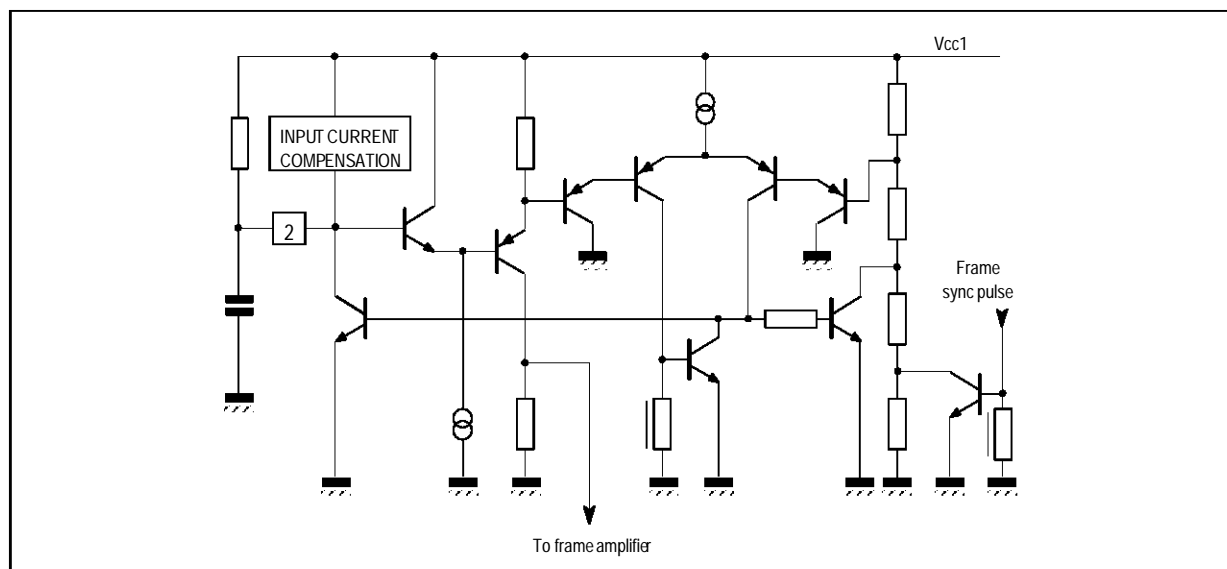 Vcc1
INPUT CURRENT
COMPENSATION
2
Frame
sync pulse
To frame amplifier